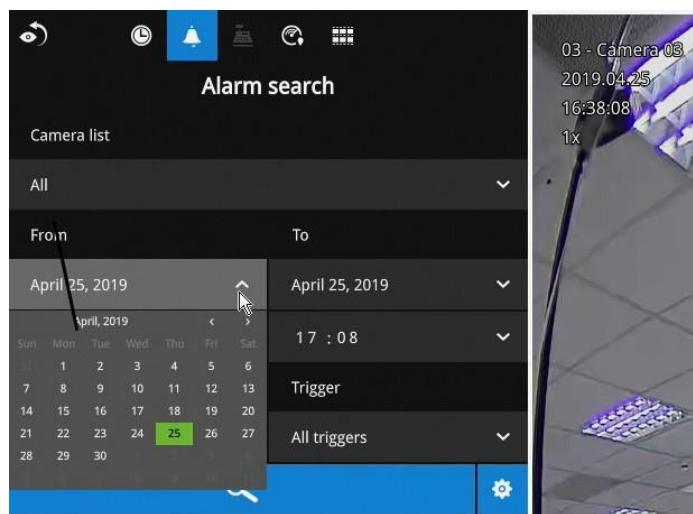 Alarm search
Camera list
All
From To
April 25, 2019 April 25, 2019
April, 2019
Sun Mon Tue Wed Thu Fri Sat
31 1 2 3 4 5 6
7 8 9 10 11 12 13
14 15 16 17 18 19 20
21 22 23 24 25 26 27
28 29 30
17 : 08
Trigger
All triggers
03 - Camera 03
2019.04.25
16:38:08
1x